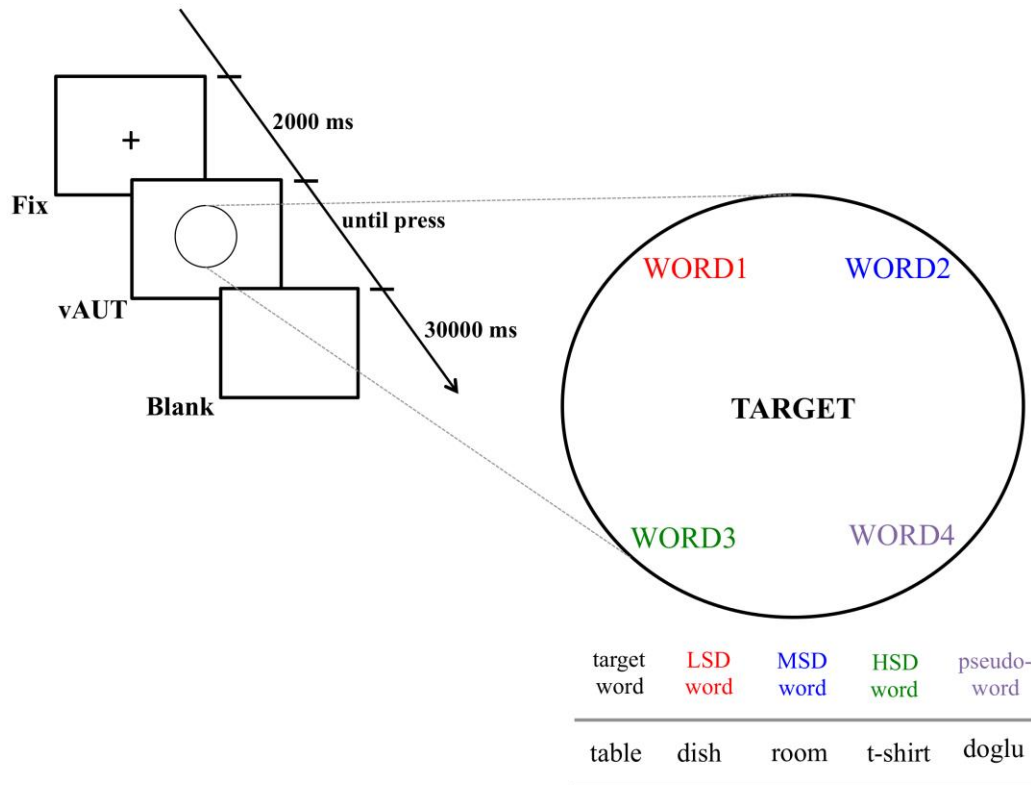 +
Fix
2000 ms
vAUT
until press
Blank
30000 ms
WORD1 WORD2
TARGET
WORD3 WORD4
target LSD MSD HSD pseudo-
word word word word word
table dish room t-shirt doglu